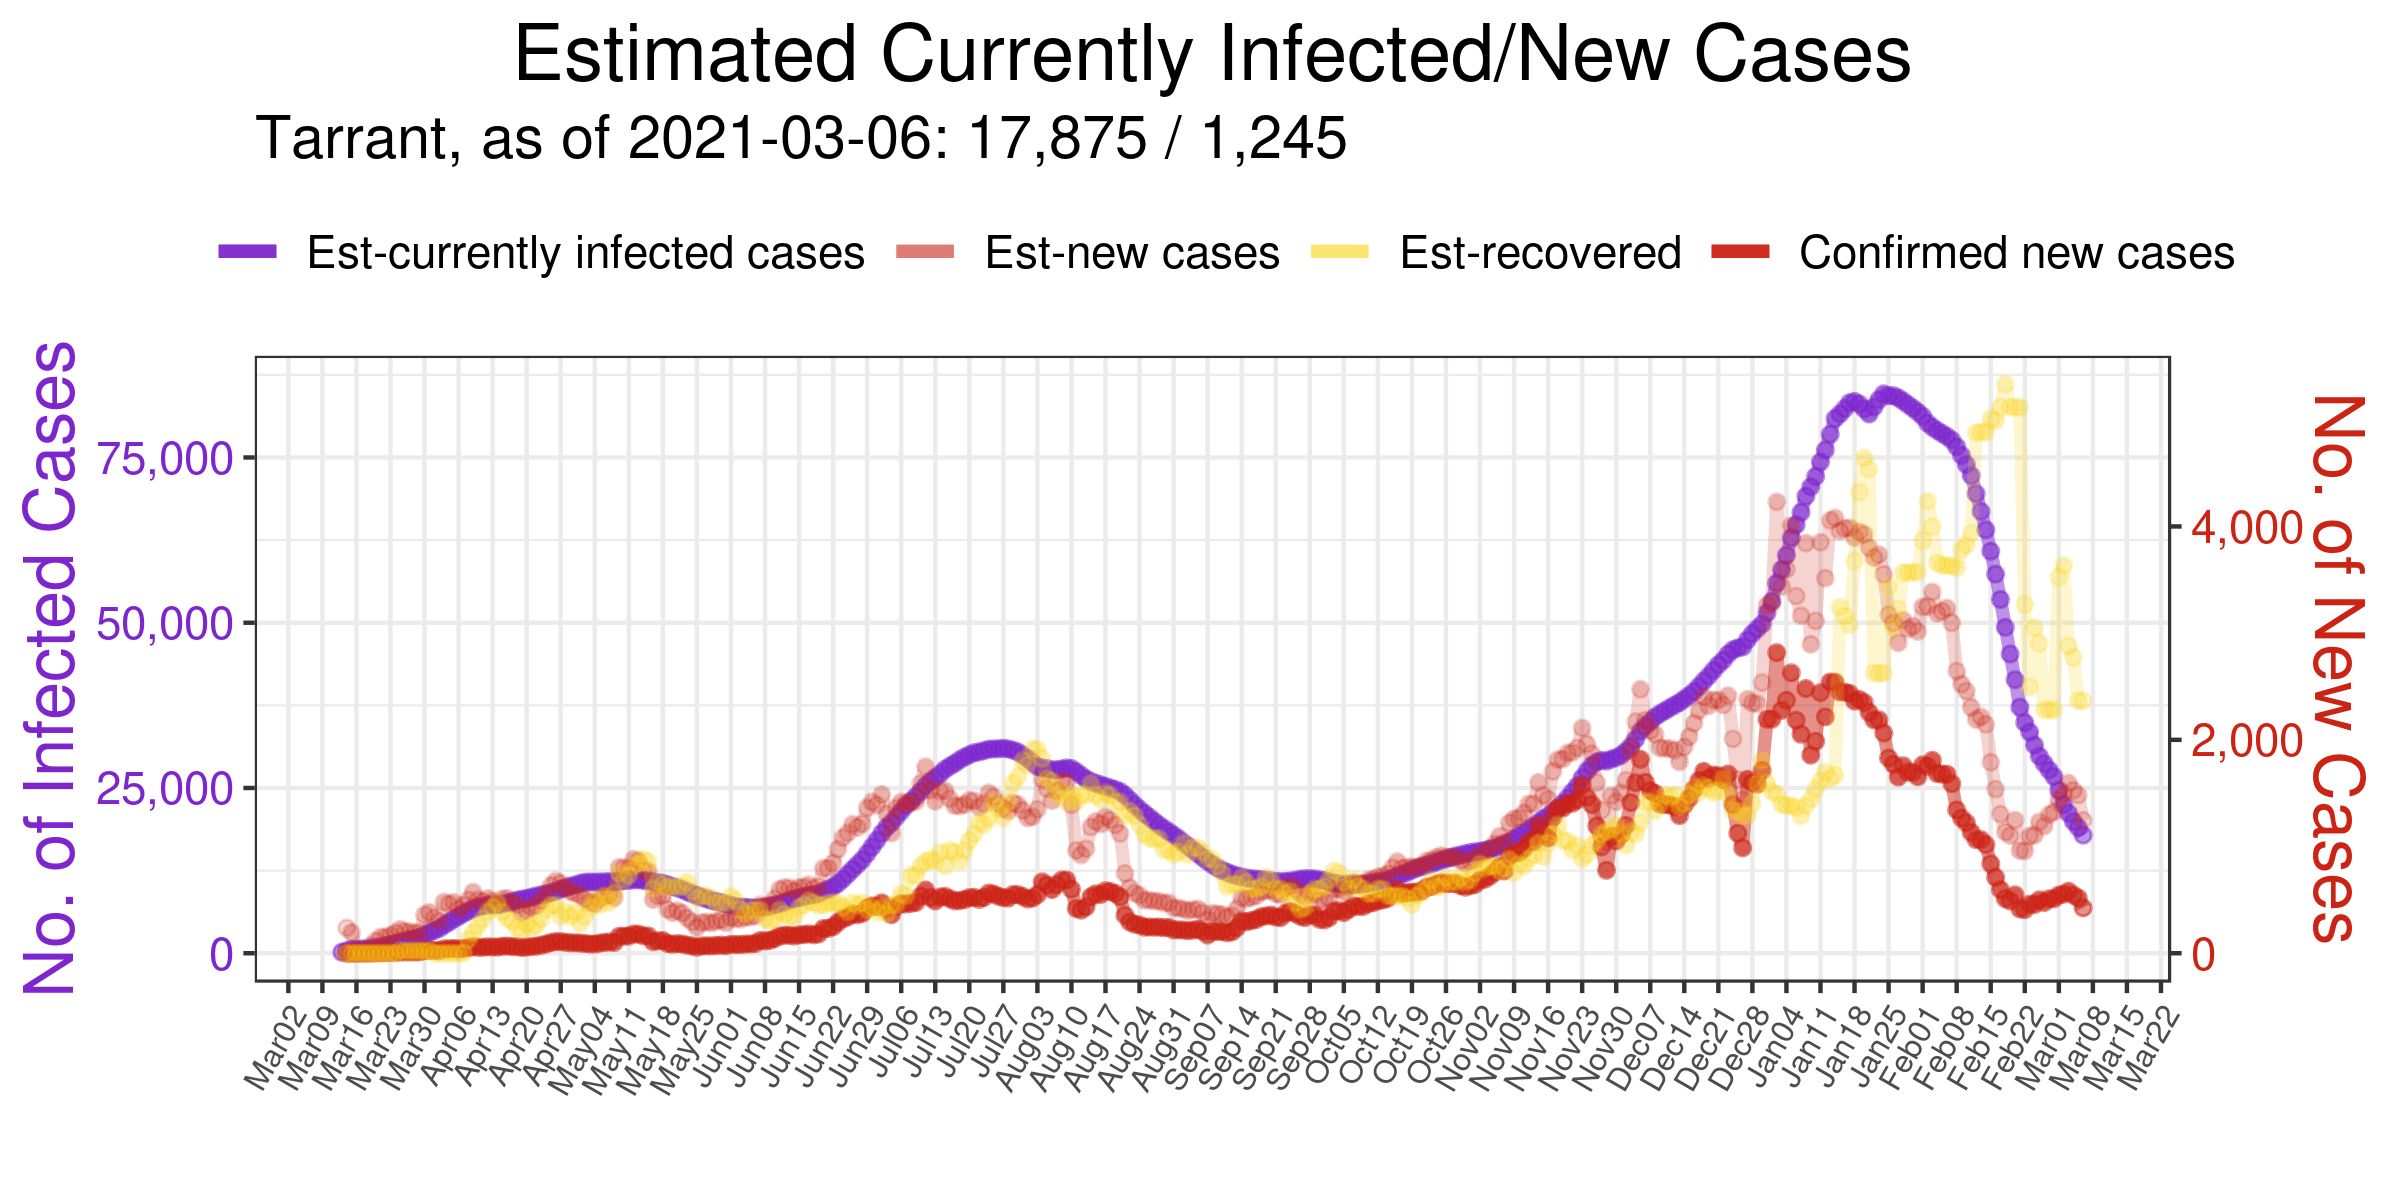 Estimated Currently Infected/New Cases
Tarrant, as of 2021-03-06: 17,875 / 1,245
Est-currently infected cases Est-new cases Est-recovered Confirmed new cases
No. of Infected Cases
75,000
50,000
25,000
0
4,000
2,000
0
No. of New Cases
Mar02 Mar09 Mar16 Mar23 Mar30 Apr06 Apr13 Apr20 Apr27 May04 May11 May18 May25 Jun01 Jun08 Jun15 Jun22 Jun29 Jul06 Jul13 Jul20 Jul27 Aug03 Aug10 Aug17 Aug24 Aug31 Sep07 Sep14 Sep21 Sep28 Oct05 Oct12 Oct19 Oct26 Nov02 Nov09 Nov16 Nov23 Nov30 Dec07 Dec14 Dec21 Dec28 Jan04 Jan11 Jan18 Jan25 Feb01 Feb08 Feb15 Feb22 Mar01 Mar08 Mar15 Mar22